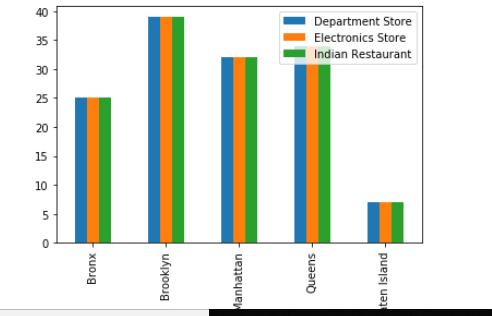 40
35
30
25
20
15
10
5
0
Department Store
Electronics Store
Indian Restaurant
Bronx
Brooklyn
Manhattan
Queens
aten Island